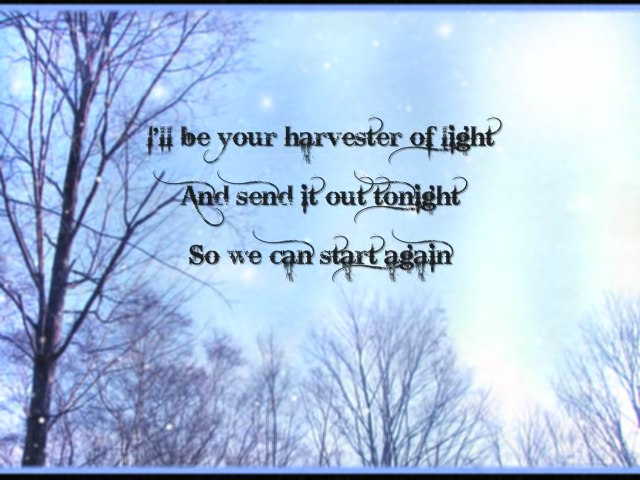 I'll be your harvester of light
And send it out tonight
So we can start again